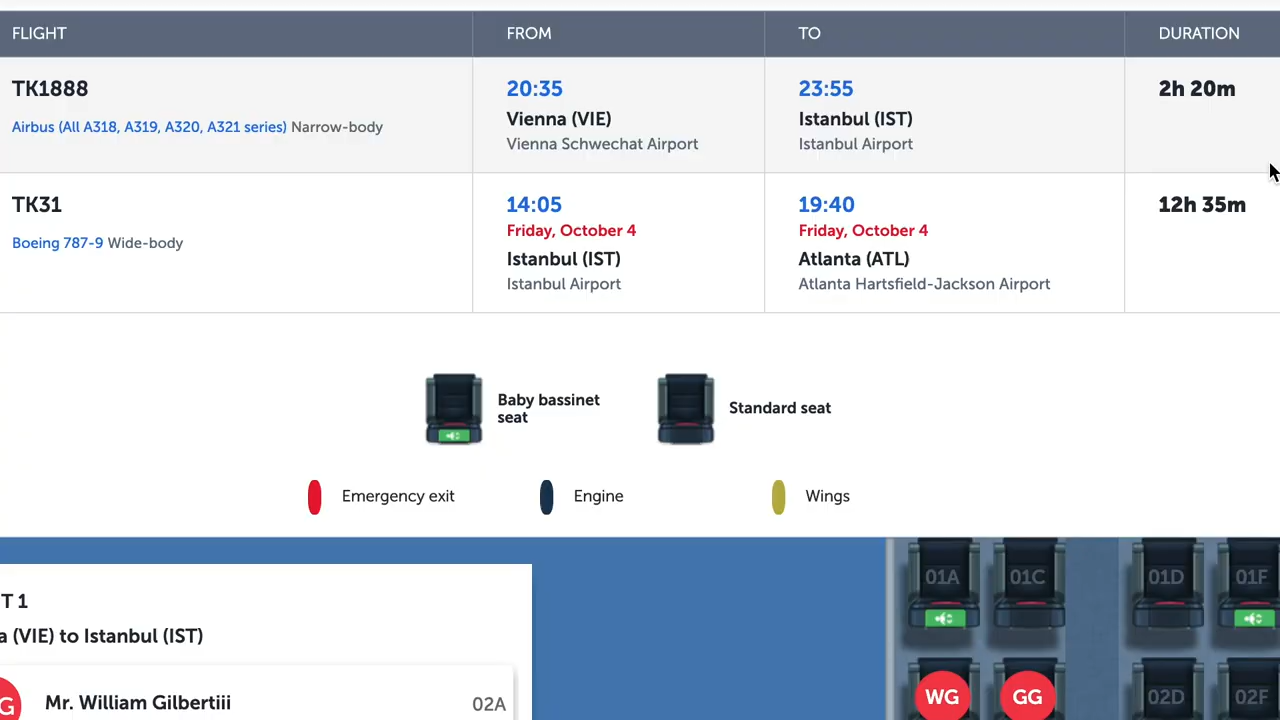 FLIGHT FROM TO DURATION
TK1888 20:35 23:55 2h 20m
Airbus (All A318, A319, A320, A321 series) Narrow-body Vienna (VIE) Istanbul (IST)
Vienna Schwechat Airport Istanbul Airport
TK31 14:05 19:40 12h 35m
Boeing 787-9 Wide-body Friday, October 4 Friday, October 4
Istanbul (IST) Atlanta (ATL)
Istanbul Airport Atlanta Hartsfield-Jackson Airport
Baby bassinet
seat
Standard seat
Emergency exit Engine Wings
01A 01C 01D 01F
T 1
a (VIE) to Istanbul (IST)
G Mr. William Gilbertiii 02A
WG GG 02D 02F